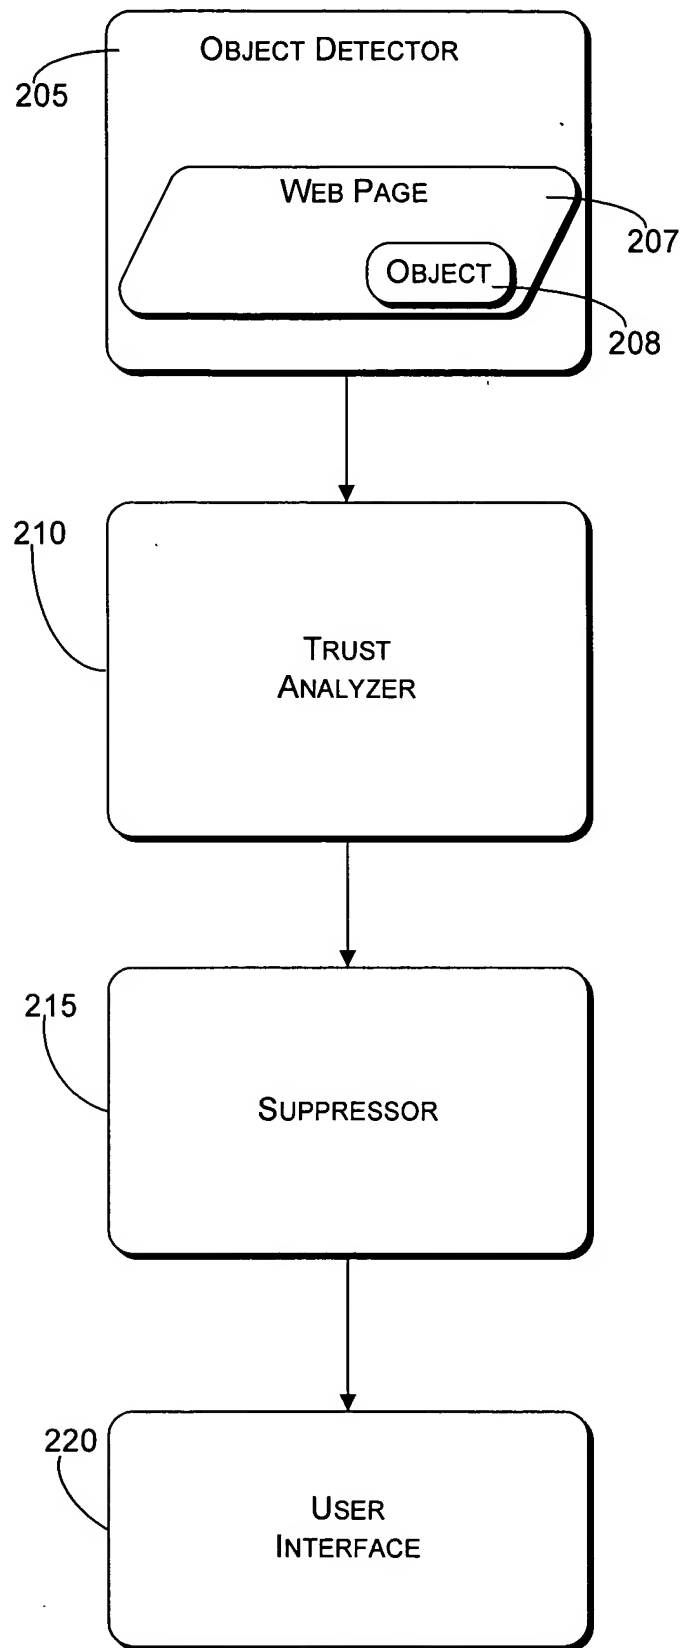 OBJECT DETECTOR
205
WEB PAGE
207
OBJECT
208
210
TRUST
ANALYZER
215
SUPPRESSOR
220
USER
INTERFACE